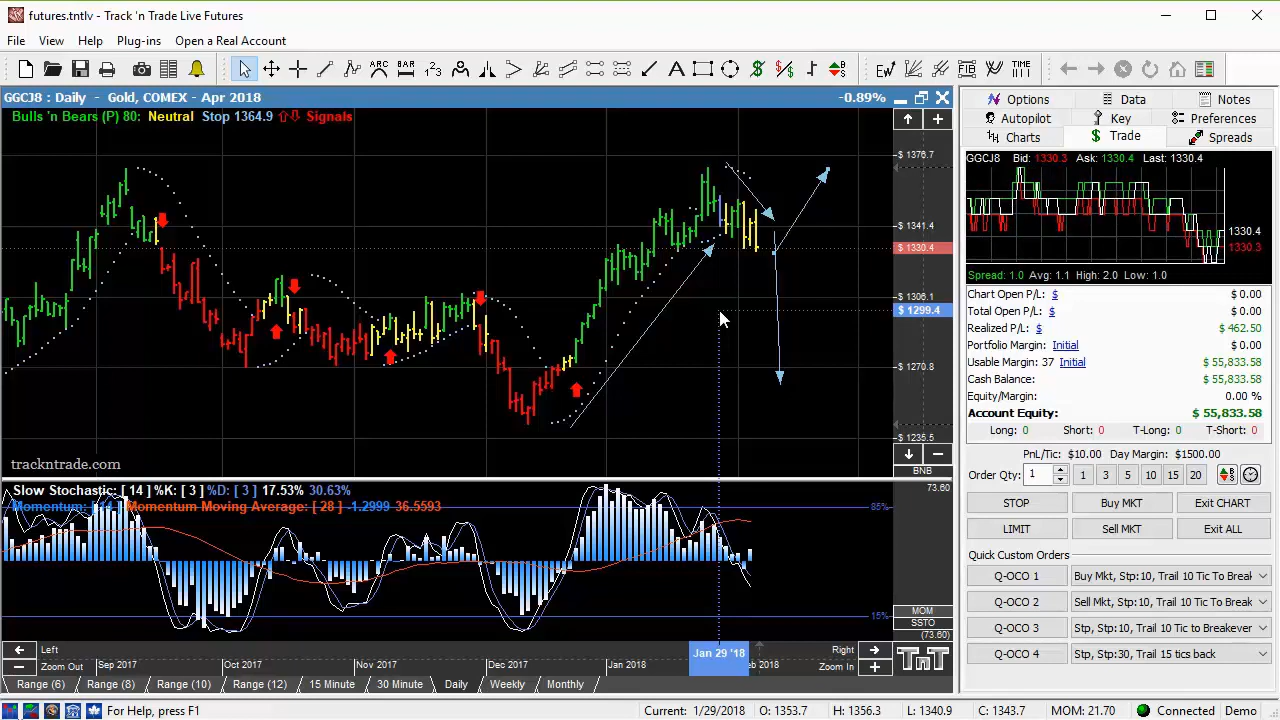 futures.tntlv - Track 'n Trade Live Futures
File View Help Plug-ins Open a Real Account
GGCJ8 : Daily - Gold, COMEX - Apr 2018 -0.89%
Bulls 'n Bears (P) 80: Neutral Stop 1364.9 Signals
$ 1376.7
$ 1341.4
$ 1330.4
$ 1306.1
$ 1299.4
$ 1270.8
$ 1235.5
trackntrade.com
BNB
Slow Stochastic: [ 14 ] %K: [ 3 ] %D: [ 3 ] 17.53% 30.63%
73.60
Momentum: [ 14 ] Momentum Moving Average: [ 28 ] -1.2999 36.5593
85%
MOM
15%
SSTO
(73.60)
Left Right
Jan 29 '18
Zoom Out Sep 2017 Oct 2017 Nov 2017 Dec 2017 Jan 2018 eb 2018 Zoom In
TNT
Range (6) Range (8) Range (10) Range (12) 15 Minute 30 Minute Daily Weekly Monthly
Options Data Notes
Autopilot Key Preferences
Charts Trade Spreads
GGCJ8 Bid: 1330.3 Ask: 1330.4 Last: 1330.4
1330.4
1330.3
Spread: 1.0 Avg: 1.1 High: 2.0 Low: 1.0
Chart Open P/L: $ $ 0.00
Total Open P/L: $ $ 0.00
Realized P/L: $ $ 462.50
Portfolio Margin: Initial $ 0.00
Usable Margin: 37 Initial $ 55,833.58
Cash Balance: $ 55,833.58
Equity/Margin: 0.00 %
Account Equity: $ 55,833.58
Long: 0 Short: 0 T-Long: 0 T-Short: 0
PnL/Tic: $10.00 Day Margin: $1500.00
Order Qty: 1 1 3 5 10 15 20
STOP Buy MKT Exit CHART
LIMIT Sell MKT Exit ALL
Quick Custom Orders
Q-OCO 1 Buy Mkt, Stp:10, Trail 10 Tic To Break
Q-OCO 2 Sell Mkt, Stp:10, Trail 10 Tic To Break
Q-OCO 3 Stp, Stp:10, Trail 10 Tic to Breakever
Q-OCO 4 Stp, Stp:30, Trail 15 tics back
For Help, press F1 Current: 1/29/2018 O: 1353.7 H: 1356.3 L: 1340.9 C: 1343.7 MOM: 21.70 Connected Demo